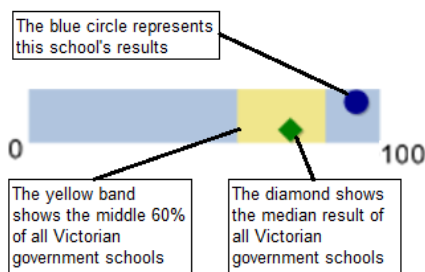 The blue circle represents
this school's results
0
100
The yellow band
shows the middle 60%
of all Victorian
government schools
The diamond shows
the median result of
all Victorian
government schools